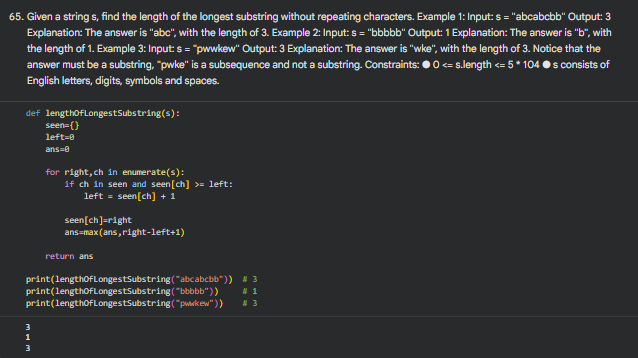 65. Given a string s, find the length of the longest substring without repeating characters. Example 1: Input: s = "abcabcbb" Output: 3
Explanation: The answer is "abc", with the length of 3. Example 2: Input: s = "bbbbb" Output: 1 Explanation: The answer is "b", with
the length of 1. Example 3: Input: s = "pwwkew" Output: 3 Explanation: The answer is "wke", with the length of 3. Notice that the
answer must be a substring, "pwke" is a subsequence and not a substring. Constraints: ● 0 <= s.length <= 5 * 104 ● s consists of
English letters, digits, symbols and spaces.
def lengthOfLongestSubstring(s):
    seen={}
    left=0
    ans=0
    for right,ch in enumerate(s):
        if ch in seen and seen[ch] >= left:
            left = seen[ch] + 1
        seen[ch]=right
        ans=max(ans,right-left+1)
    return ans
print(lengthOfLongestSubstring("abcabcbb")) # 3
print(lengthOfLongestSubstring("bbbbb")) # 1
print(lengthOfLongestSubstring("pwwkew")) # 3
3
1
3